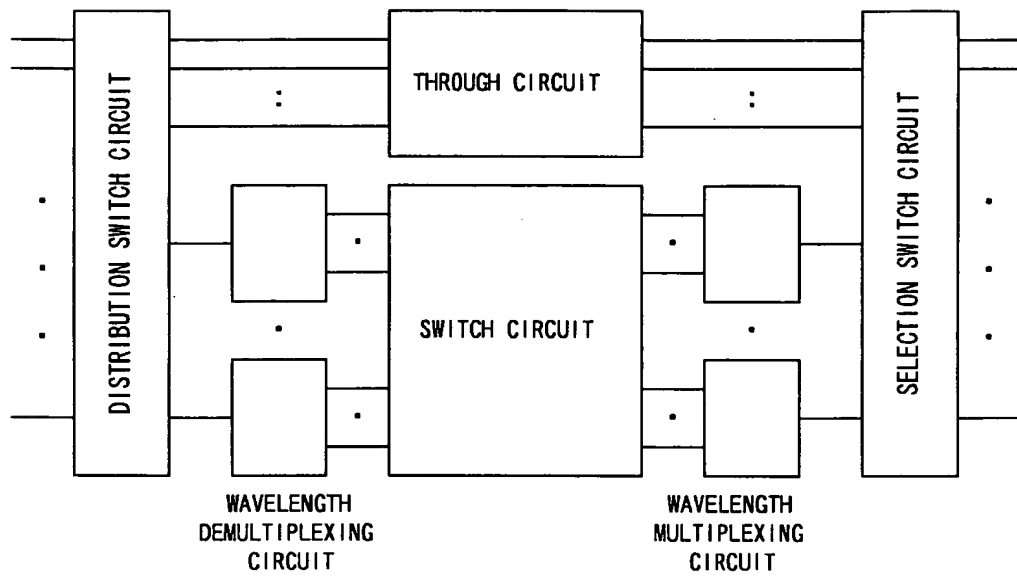 DISTRIBUTION SWITCH CIRCUIT
THROUGH CIRCUIT
SWITCH CIRCUIT
SELECTION SWITCH CIRCUIT
WAVELENGTH
DEMULTIPLEXING
CIRCUIT
WAVELENGTH
MULTIPLEXING
CIRCUIT